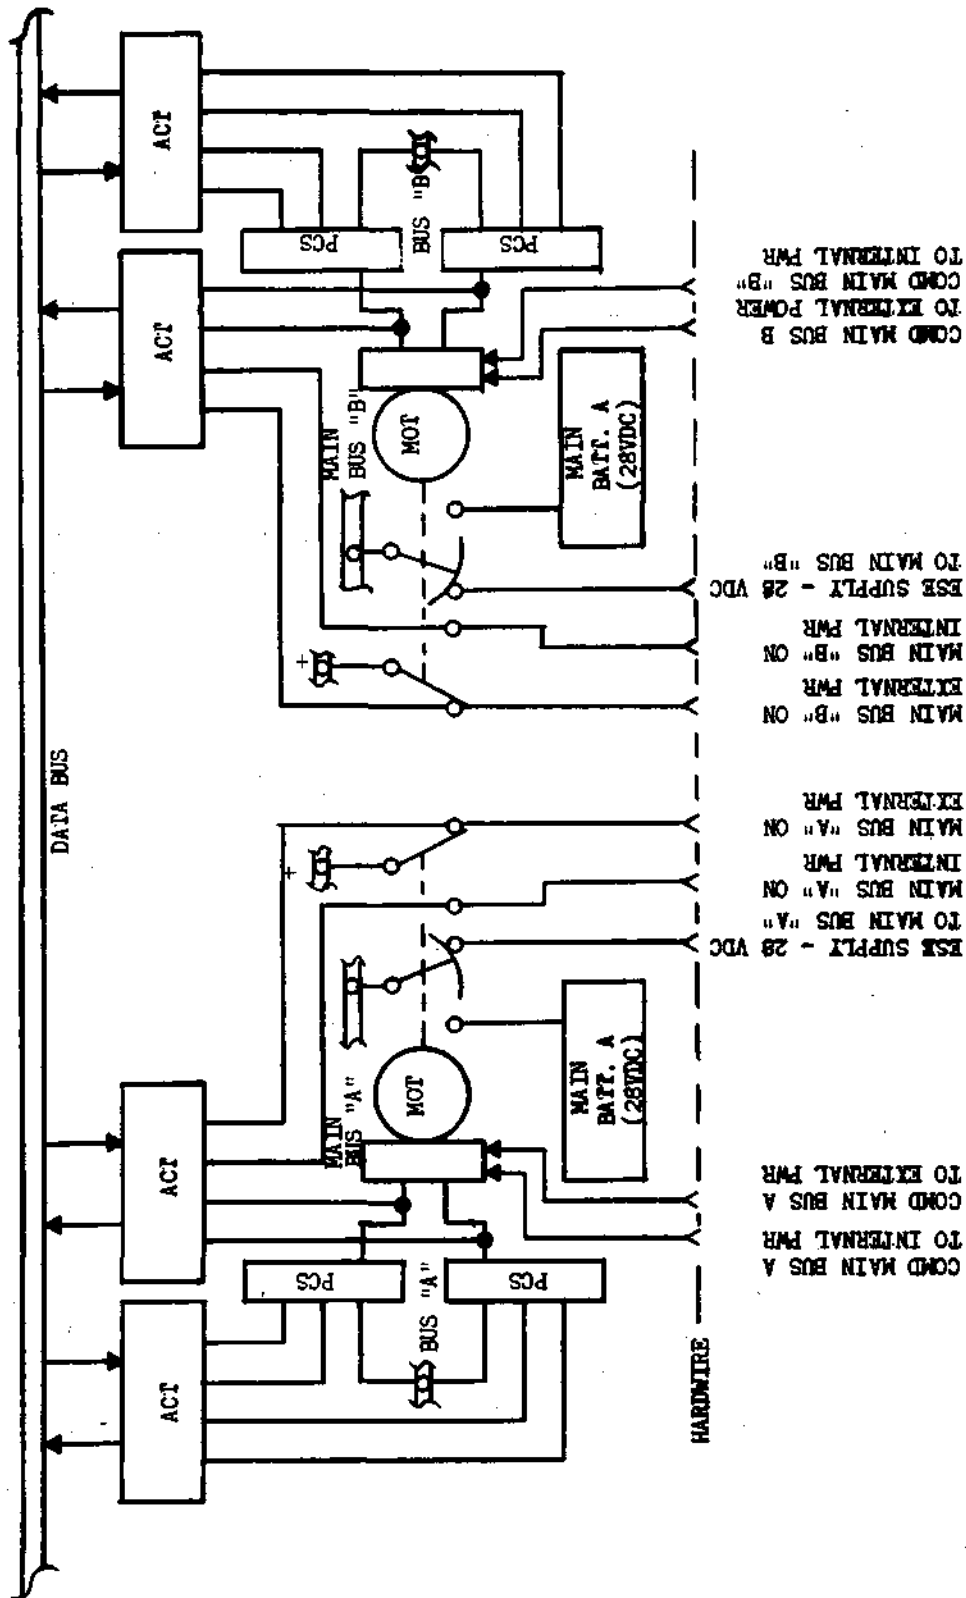 DATA BUS
ACT
ACT
ACT
ACT
PCS
PCS
BUS "A"
PCS
PCS
BUS "B"
MAIN
BUS "A"
MOT
MAIN
BATT. A
(28VDC)
MAIN
BUS "B"
MOT
MAIN
BATT. A
(28VDC)
+
+
HARDWIRE
COMD MAIN BUS A
TO INTERNAL PWR
COMD MAIN BUS A
TO EXTERNAL PWR
ESE SUPPLY - 28 VDC
TO MAIN BUS "A"
MAIN BUS "A" ON
INTERNAL PWR
MAIN BUS "A" ON
EXTERNAL PWR
MAIN BUS "B" ON
EXTERNAL PWR
MAIN BUS "B" ON
INTERNAL PWR
ESE SUPPLY - 28 VDC
TO MAIN BUS "B"
COMD MAIN BUS B
TO EXTERNAL POWER
COMD MAIN BUS "B"
TO INTERNAL PWR